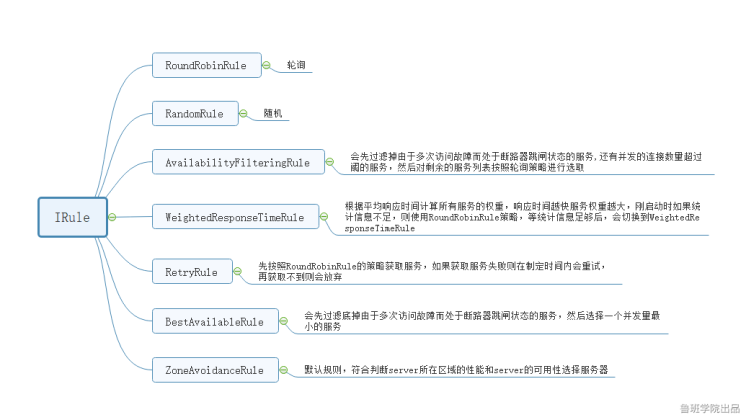 RoundRobinRule
轮询
RandomRule
随机
AvailabilityFilteringRule
会先过滤掉由于多次访问故障而处于断路器跳闸状态的服务,还有并发的连接数量超过
阈的服务，然后对剩余的服务列表按照轮询策略进行选取
IRule
WeightedResponseTimeRule
根据平均响应时间计算所有服务的权重，响应时间越快服务权重越大，刚启动时如果统
计信息不足，则使用RoundRobinRule策略，等统计信息足够后，会切换到WeightedRe
sponseTimeRule
RetryRule
先按照RoundRobinRule的策略获取服务，如果获取服务失败则在制定时间内会重试，
再获取不到则会放弃
BestAvailableRule
会先过滤底掉由于多次访问故障而处于断路器跳闸状态的服务，然后选择一个并发量最
小的服务
ZoneAvoidanceRule
默认规则，符合判断server所在区域的性能和server的可用性选择服务器
鲁班学院出品